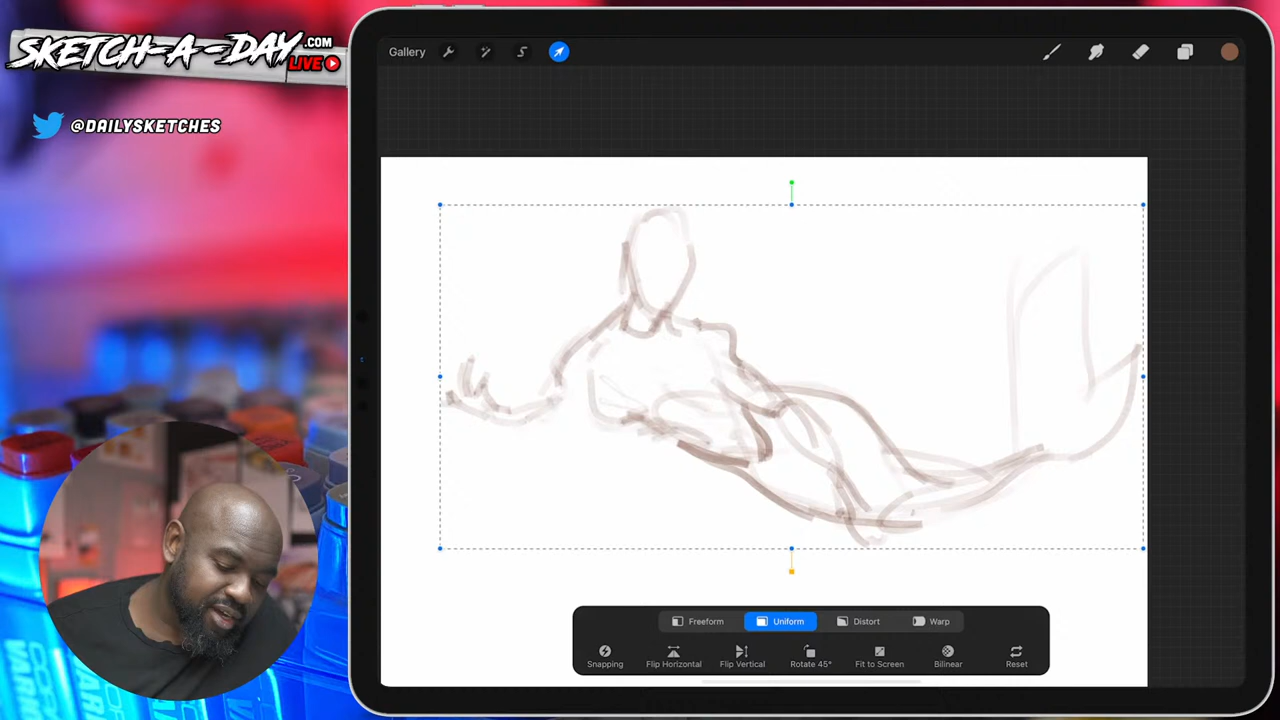 SKETCH-A-DAY.COM
LIVE
@DAILYSKETCHES
Gallery
Freeform
Uniform
Distort
Warp
Snapping
Flip Horizontal
Flip Vertical
Rotate 45°
Fit to Screen
Bilinear
Reset